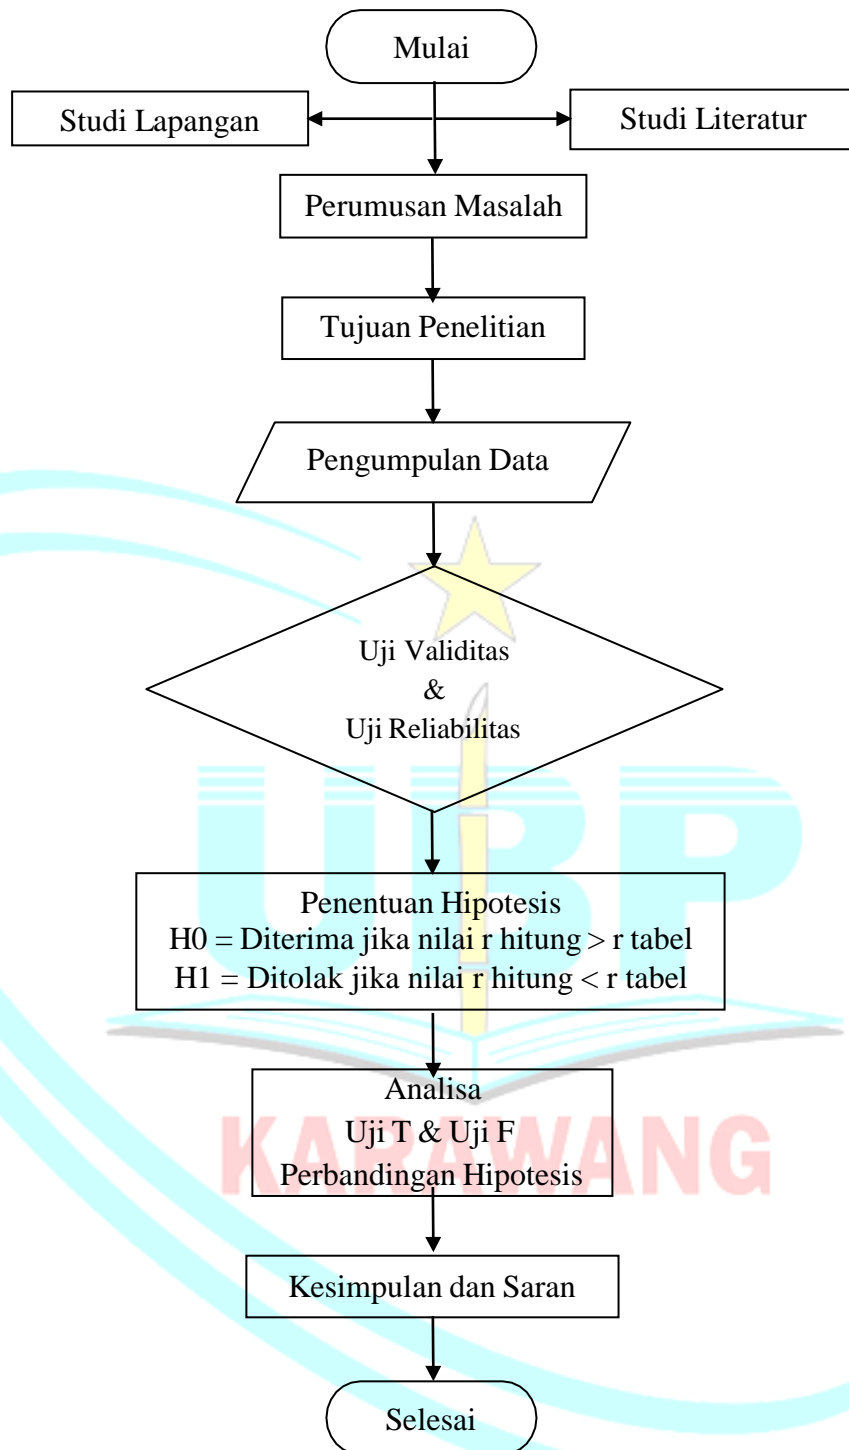 Mulai
Studi Lapangan
Studi Literatur
Perumusan Masalah
Tujuan Penelitian
Pengumpulan Data
Uji Validitas
&
Uji Reliabilitas
UBP
Penentuan Hipotesis
H0 = Diterima jika nilai r hitung > r tabel
H1 = Ditolak jika nilai r hitung < r tabel
Analisa
Uji T & Uji F
Perbandingan Hipotesis
KARAWANG
Kesimpulan dan Saran
Selesai